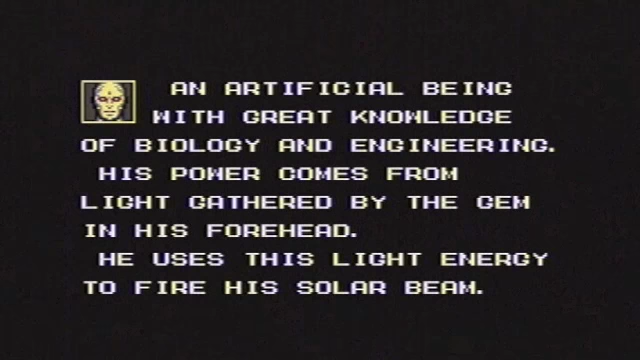 AN ARTIFICIAL BEING
WITH GREAT KNOWLEDGE
OF BIOLOGY AND ENGINEERING.
HIS POWER COMES FROM
LIGHT GATHERED BY THE GEM
IN HIS FOREHEAD.
HE USES THIS LIGHT ENERGY
TO FIRE HIS SOLAR BEAM.